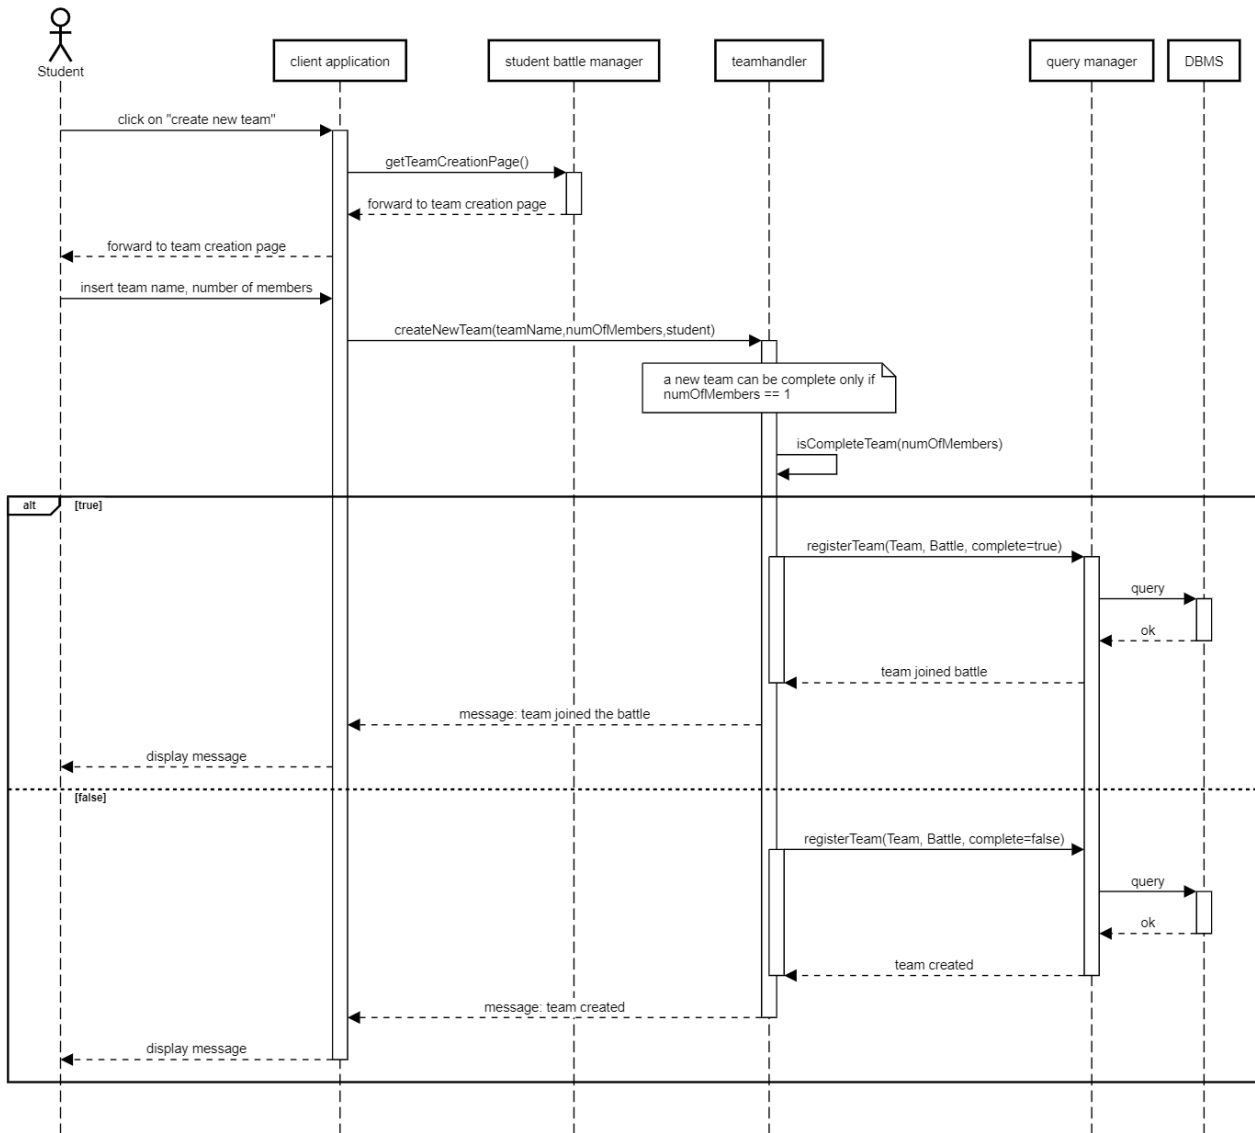 Student
client application
student battle manager
teamhandler
query manager
DBMS
click on "create new team"
getTeamCreationPage()
forward to team creation page
forward to team creation page
insert team name, number of members
createNewTeam(teamName,numOfMembers,student)
a new team can be complete only if
numOfMembers == 1
isCompleteTeam(numOfMembers)
alt
[true]
registerTeam(Team, Battle, complete=true)
query
ok
team joined battle
message: team joined the battle
display message
[false]
registerTeam(Team, Battle, complete=false)
query
ok
team created
message: team created
display message